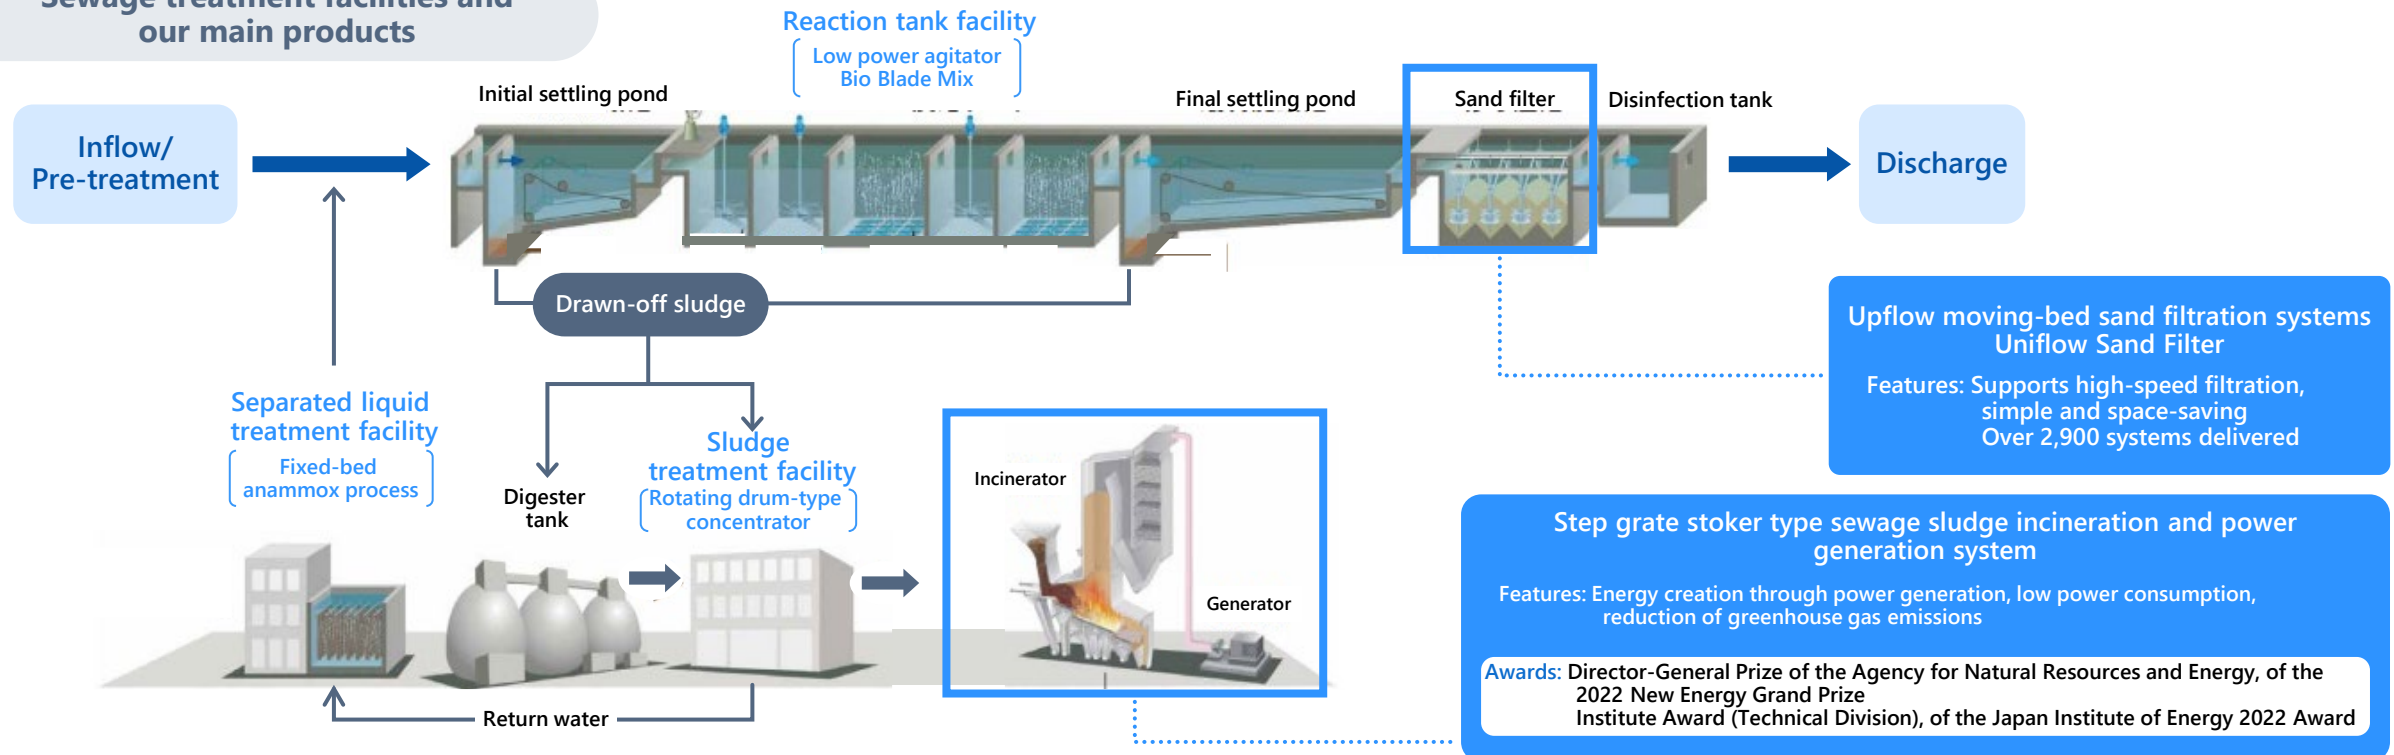 Sewage treatment facilities and
our main products
Reaction tank facility
Low power agitator
Bio Blade Mix
Initial settling pond
Final settling pond
Sand filter
Disinfection tank
Inflow/
Pre-treatment
Discharge
Drawn-off sludge
Upflow moving-bed sand filtration systems
Uniflow Sand Filter
Features: Supports high-speed filtration,
simple and space-saving
Over 2,900 systems delivered
Separated liquid
treatment facility
Fixed-bed
anammox process
Digester
tank
Sludge
treatment facility
Rotating drum-type
concentrator
Incinerator
Generator
Return water
Step grate stoker type sewage sludge incineration and power
generation system
Features: Energy creation through power generation, low power consumption,
reduction of greenhouse gas emissions
Awards: Director-General Prize of the Agency for Natural Resources and Energy, of the
2022 New Energy Grand Prize
Institute Award (Technical Division), of the Japan Institute of Energy 2022 Award